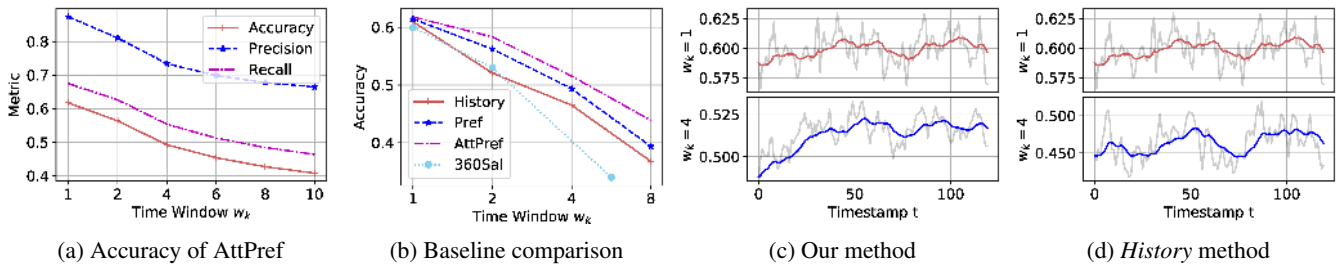 Metric
0.8
0.7
0.6
0.5
0.4
Accuracy
Precision
Recall
1 2 4 6 8 10
Time Window w_k
(a) Accuracy of AttPref
Accuracy
0.6
0.5
0.4
History
Pref
AttPref
360Sal
1 2 4 8
Time Window w_k
(b) Baseline comparison
w_k = 1
0.625
0.600
0.575
w_k = 4
0.500
0 50 100
Timestamp t
(c) Our method
w_k = 1
0.625
0.600
0.575
w_k = 4
0.500
0.450
0 50 100
Timestamp t
(d) History method